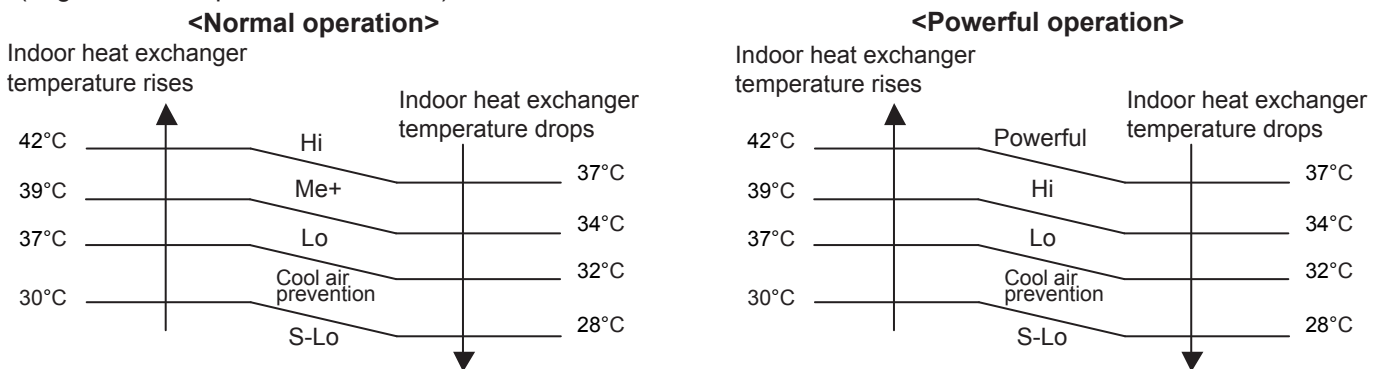 <Normal operation>
Indoor heat exchanger
temperature rises
Indoor heat exchanger
temperature drops
42°C
Hi
37°C
39°C
Me+
34°C
37°C
Lo
32°C
Cool air
prevention
30°C
28°C
S-Lo
<Powerful operation>
Indoor heat exchanger
temperature rises
Indoor heat exchanger
temperature drops
42°C
Powerful
37°C
39°C
Hi
34°C
37°C
Lo
32°C
Cool air
prevention
30°C
28°C
S-Lo